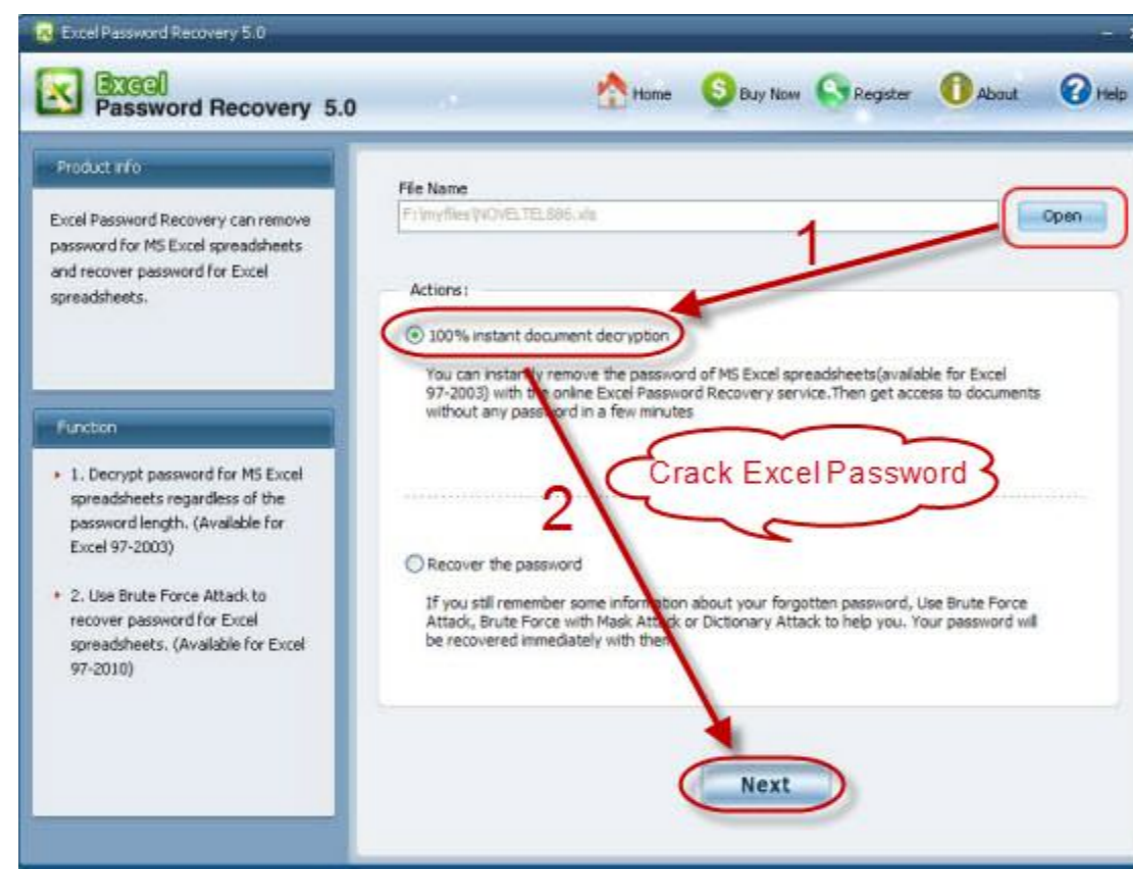 Excel Password Recovery 5.0
Excel
Password Recovery 5.0
Home
Buy Now
Register
About
Help
Product info
Excel Password Recovery can remove
password for MS Excel spreadsheets
and recover password for Excel
spreadsheets.
Function
1. Decrypt password for MS Excel
spreadsheets regardless of the
password length. (Available for
Excel 97-2003)
2. Use Brute Force Attack to
recover password for Excel
spreadsheets. (Available for Excel
97-2010)
File Name
F:\myfiles\NOVELTEL886.xls
Open
1
Actions:
100% instant document decryption
You can instantly remove the password of MS Excel spreadsheets(available for Excel
97-2003) with the online Excel Password Recovery service.Then get access to documents
without any password in a few minutes
Crack Excel Password
2
Recover the password
If you still remember some information about your forgotten password, Use Brute Force
Attack, Brute Force with Mask Attack or Dictionary Attack to help you. Your password will
be recovered immediately with them
Next